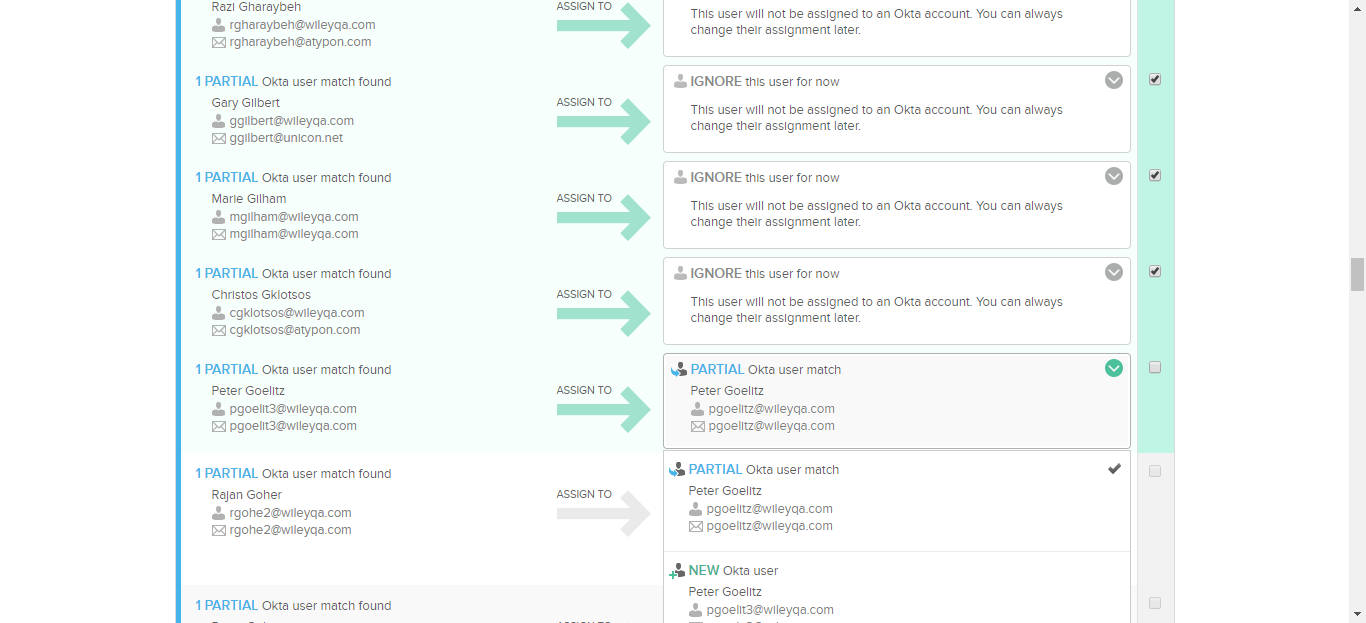 Razi Gharaybeh
rgharaybeh@wileyqa.com
rgharaybeh@atypon.com
ASSIGN TO
This user will not be assigned to an Okta account. You can always
change their assignment later.
1 PARTIAL Okta user match found
Gary Gilbert
ggilbert@wileyqa.com
ggilbert@unicon.net
ASSIGN TO
IGNORE this user for now
This user will not be assigned to an Okta account. You can always
change their assignment later.
1 PARTIAL Okta user match found
Marie Gilham
mgilham@wileyqa.com
mgilham@wileyqa.com
ASSIGN TO
IGNORE this user for now
This user will not be assigned to an Okta account. You can always
change their assignment later.
1 PARTIAL Okta user match found
Christos Gklotsos
cgklotsos@wileyqa.com
cgklotsos@atypon.com
ASSIGN TO
IGNORE this user for now
This user will not be assigned to an Okta account. You can always
change their assignment later.
1 PARTIAL Okta user match found
Peter Goelitz
pgoelit3@wileyqa.com
pgoelit3@wileyqa.com
ASSIGN TO
PARTIAL Okta user match
Peter Goelitz
pgoelitz@wileyqa.com
pgoelitz@wileyqa.com
1 PARTIAL Okta user match found
Rajan Goher
rgohe2@wileyqa.com
rgohe2@wileyqa.com
ASSIGN TO
PARTIAL Okta user match
Peter Goelitz
pgoelitz@wileyqa.com
pgoelitz@wileyqa.com
NEW Okta user
Peter Goelitz
pgoelit3@wileyqa.com
1 PARTIAL Okta user match found